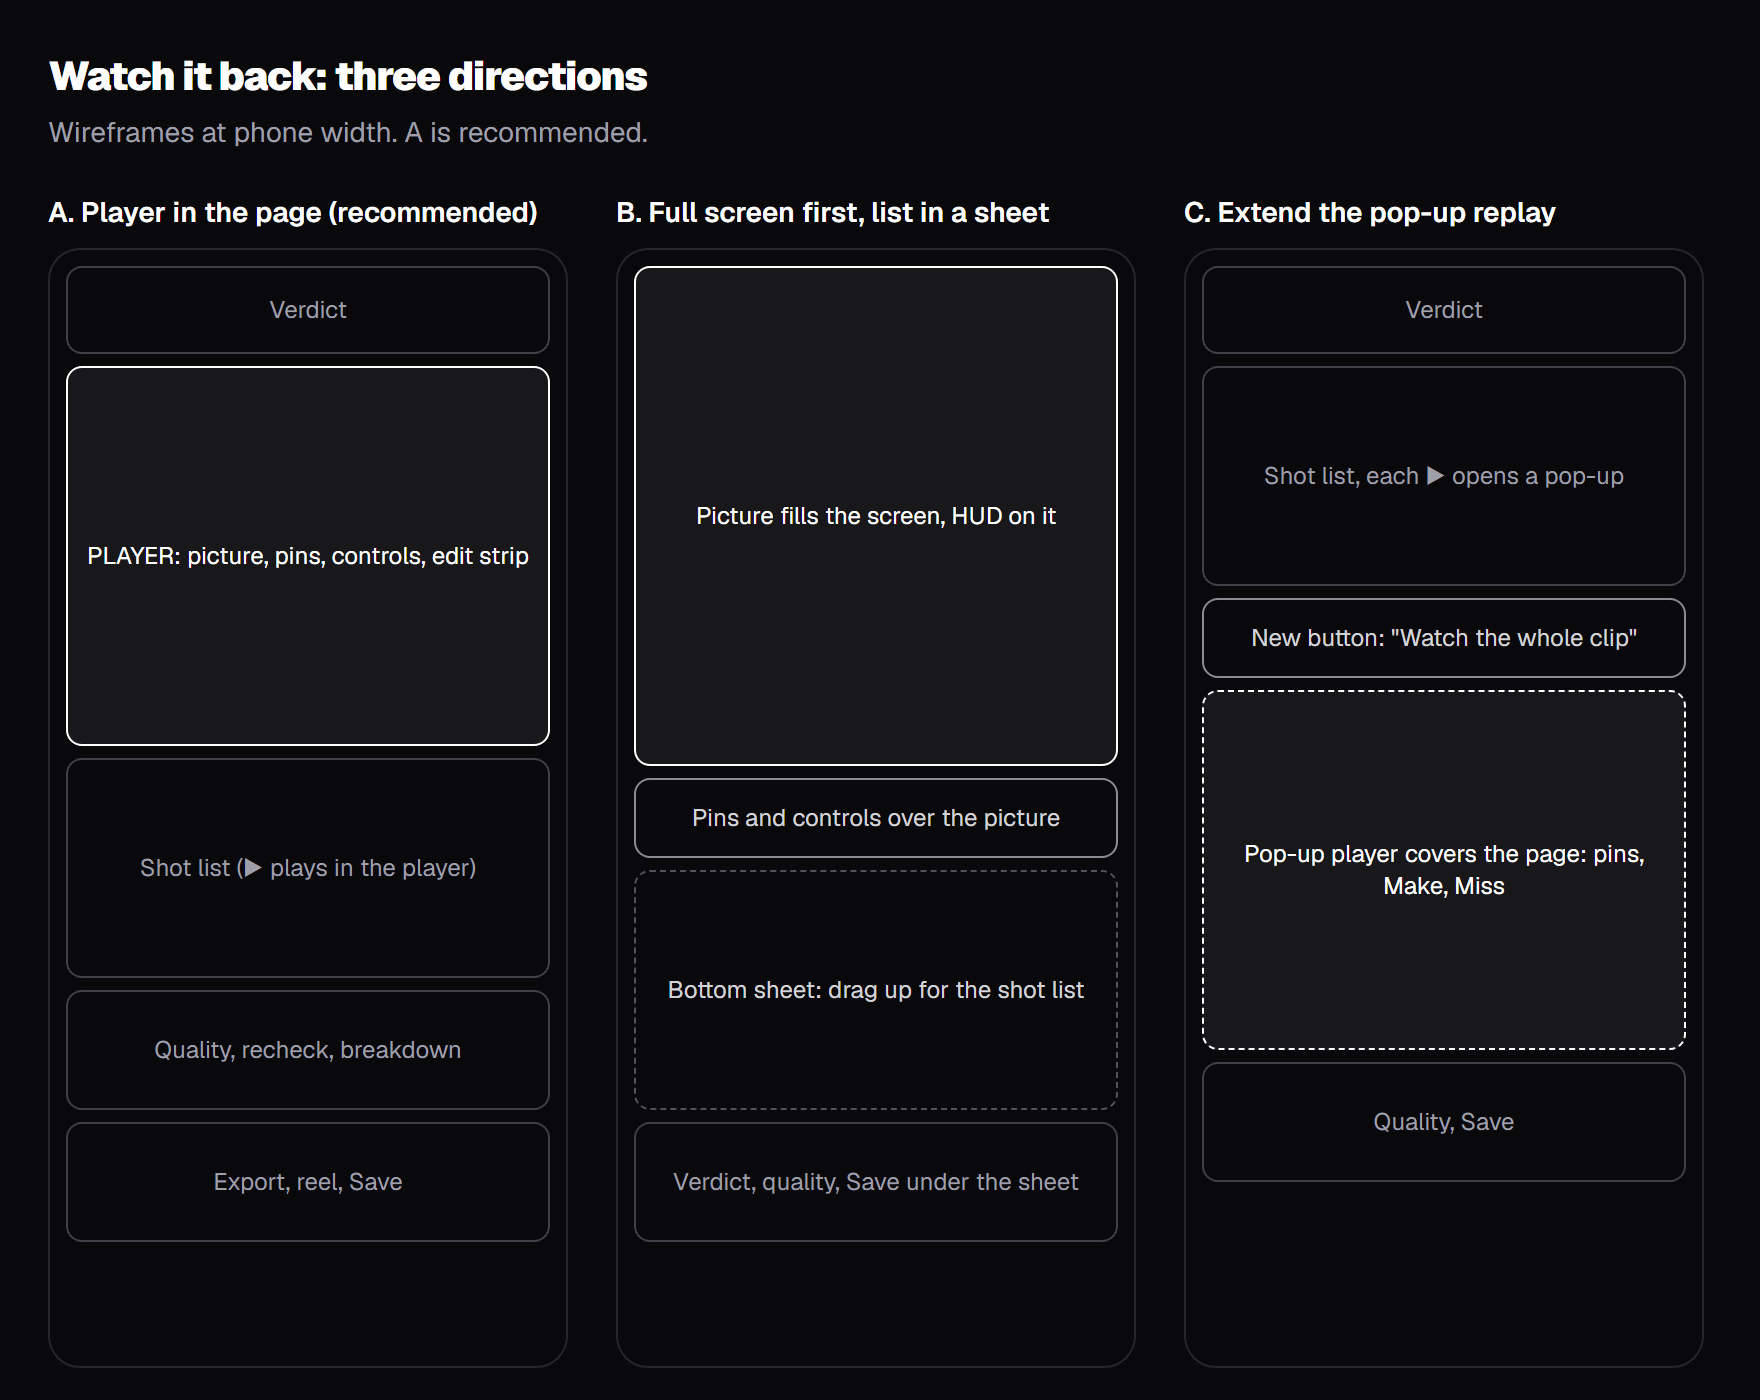 Watch it back: three directions
Wireframes at phone width. A is recommended.
A. Player in the page (recommended)
Verdict
PLAYER: picture, pins, controls, edit strip
Shot list (▶ plays in the player)
Quality, recheck, breakdown
Export, reel, Save
B. Full screen first, list in a sheet
Picture fills the screen, HUD on it
Pins and controls over the picture
Bottom sheet: drag up for the shot list
Verdict, quality, Save under the sheet
C. Extend the pop-up replay
Verdict
Shot list, each ▶ opens a pop-up
New button: "Watch the whole clip"
Pop-up player covers the page: pins,
Make, Miss
Quality, Save